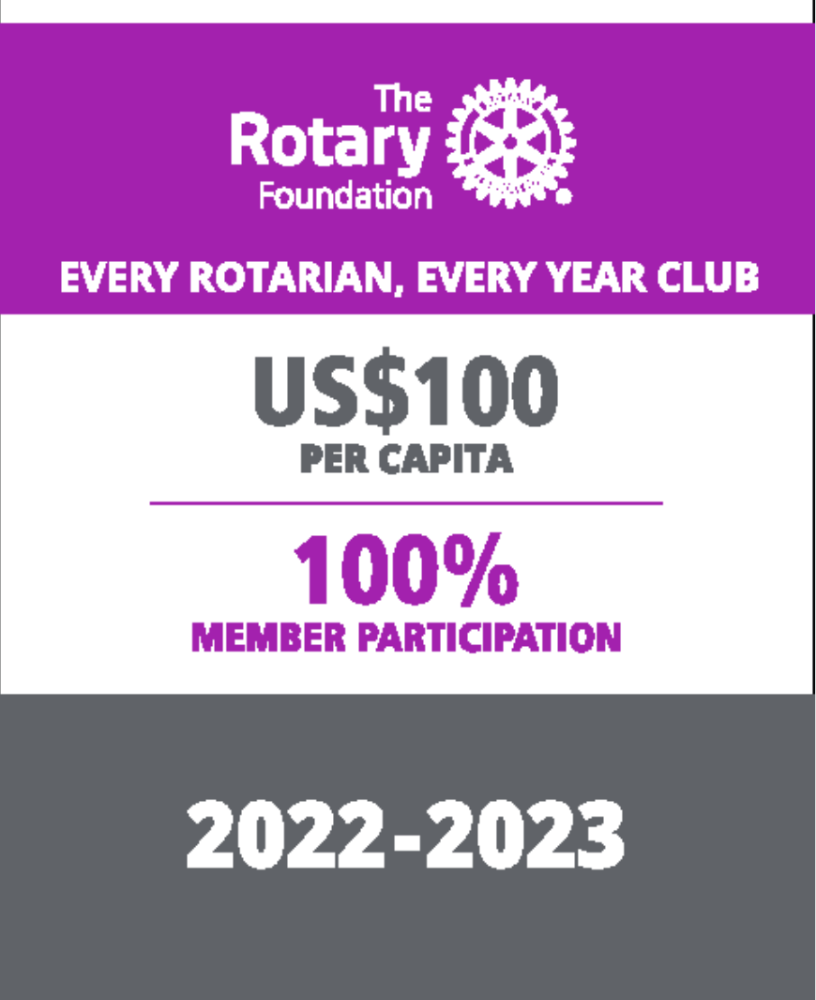 The
Rotary
Foundation
EVERY ROTARIAN, EVERY YEAR CLUB
US$100
PER CAPITA
100%
MEMBER PARTICIPATION
2022-2023